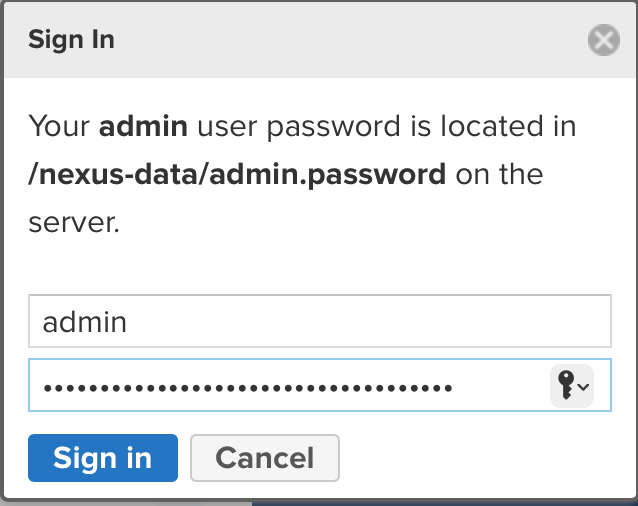 Sign In
Your admin user password is located in
/nexus-data/admin.password on the
server.
admin
••••••••••••••••••••••••••••••••••••
Sign in
Cancel